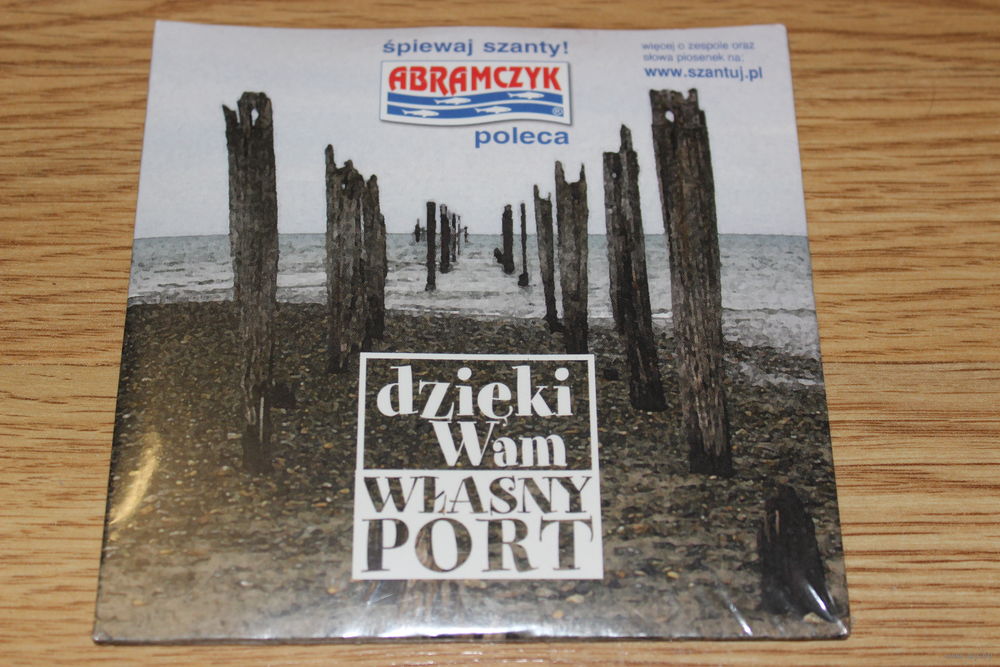 śpiewaj szanty!
ABRAMCZYK
®
poleca
więcej o zespole oraz
słowa piosenek na:
www.szantuj.pl
dzięki
Wam
WŁASNY
PORT